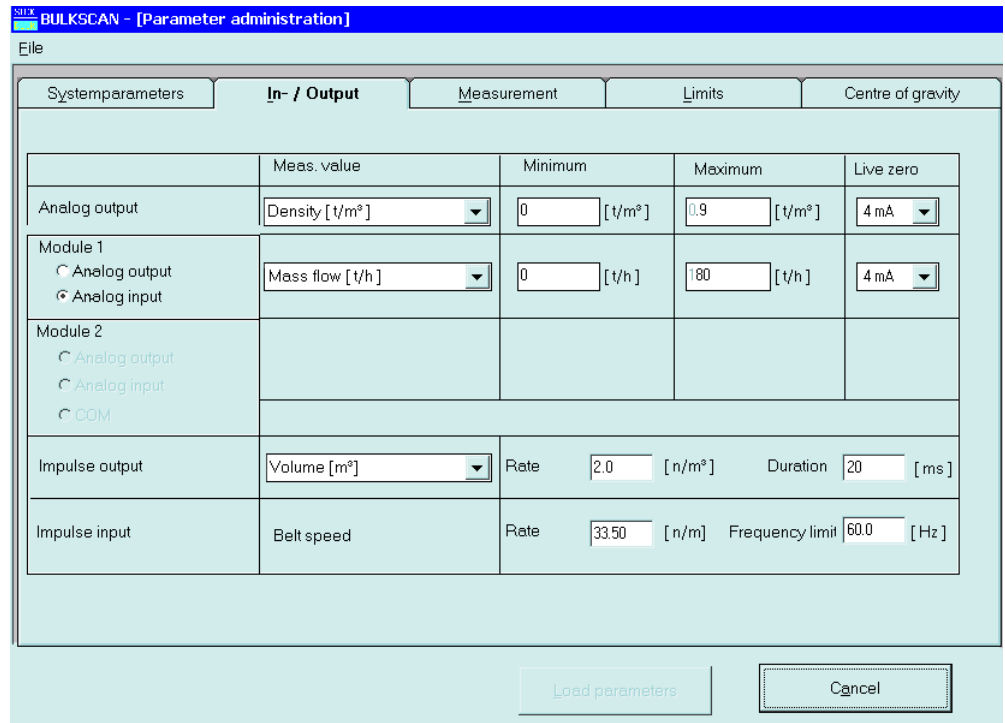 SICK
BULKSCAN - [Parameter administration]
File
Systemparameters In- / Output Measurement Limits Centre of gravity
Meas. value Minimum Maximum Live zero
Analog output Density [ t/m³ ] 0 [ t/m³ ] 0.9 [ t/m³ ] 4 mA
Module 1
Analog output
Analog input
Mass flow [ t/h ] 0 [ t/h ] 180 [ t/h ] 4 mA
Module 2
Analog output
Analog input
COM
Impulse output Volume [m³] Rate 2.0 [ n/m³ ] Duration 20 [ ms ]
Impulse input Belt speed Rate 33.50 [ n/m] Frequency limit 60.0 [ Hz ]
Load parameters Cancel